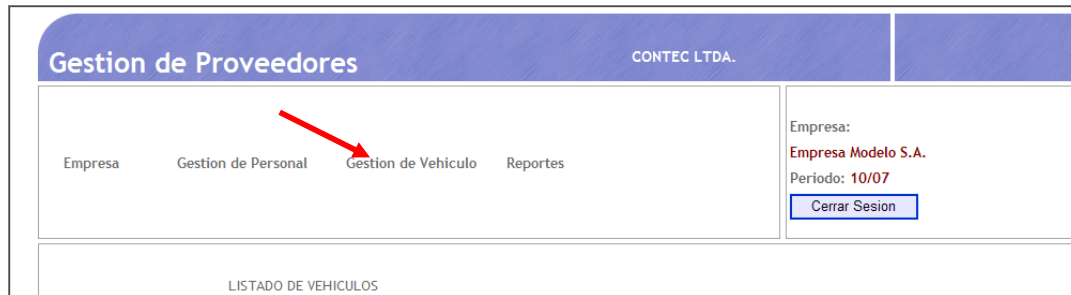 Gestion de Proveedores
CONTEC LTDA.
Empresa
Gestion de Personal
Gestion de Vehiculo
Reportes
Empresa:
Empresa Modelo S.A.
Periodo: 10/07
Cerrar Sesion
LISTADO DE VEHICULOS